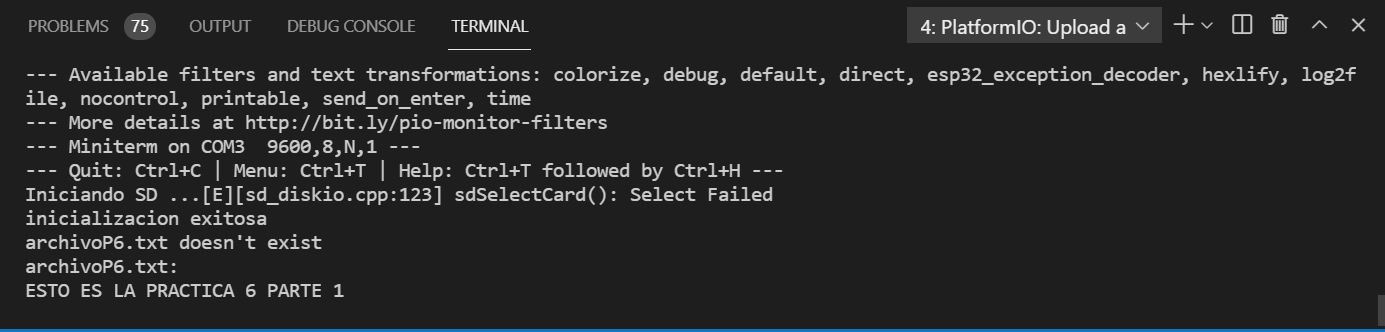 PROBLEMS 75 OUTPUT DEBUG CONSOLE TERMINAL 4: PlatformIO: Upload a
--- Available filters and text transformations: colorize, debug, default, direct, esp32_exception_decoder, hexlify, log2f
ile, nocontrol, printable, send_on_enter, time
--- More details at http://bit.ly/pio-monitor-filters
--- Miniterm on COM3  9600,8,N,1 ---
--- Quit: Ctrl+C | Menu: Ctrl+T | Help: Ctrl+T followed by Ctrl+H ---
Iniciando SD ...[E][sd_diskio.cpp:123] sdSelectCard(): Select Failed
inicializacion exitosa
archivoP6.txt doesn't exist
archivoP6.txt:
ESTO ES LA PRACTICA 6 PARTE 1